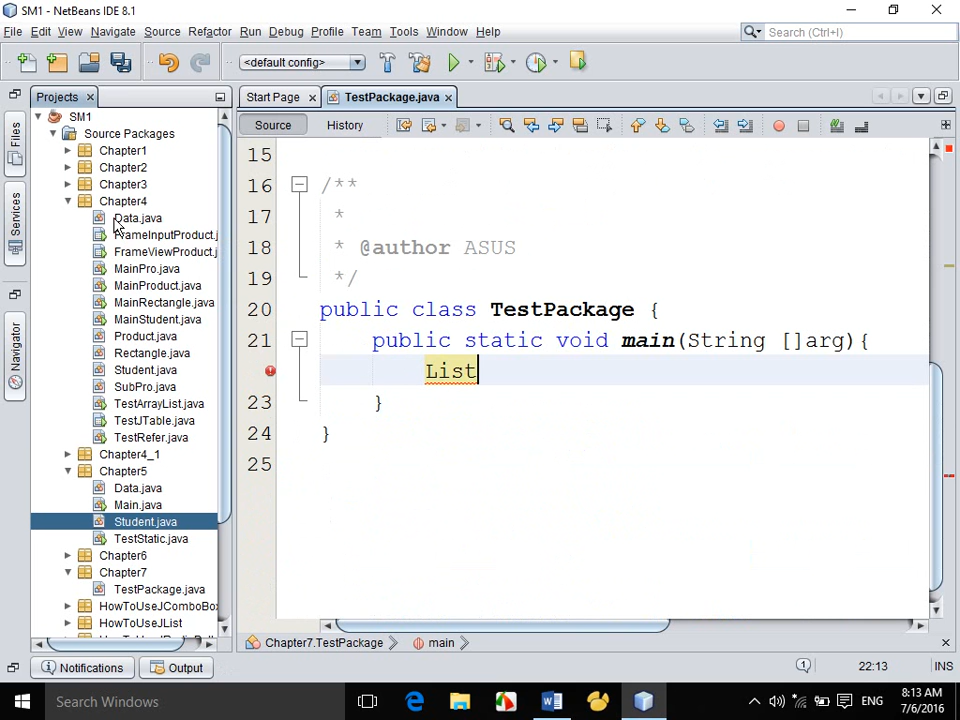 SM1 - NetBeans IDE 8.1
File Edit View Navigate Source Refactor Run Debug Profile Team Tools Window Help
Search (Ctrl+I)
<default config>
Projects
Start Page
TestPackage.java
Source
History
Files
Services
Navigator
SM1
Source Packages
Chapter1
Chapter2
Chapter3
Chapter4
Data.java
FrameInputProduct.j
FrameViewProduct.j
MainPro.java
MainProduct.java
MainRectangle.java
MainStudent.java
Product.java
Rectangle.java
Student.java
SubPro.java
TestArrayList.java
TestJTable.java
TestRefer.java
Chapter4_1
Chapter5
Data.java
Main.java
Student.java
TestStatic.java
Chapter6
Chapter7
TestPackage.java
HowToUseJComboBox
HowToUseJList
15
16 /**
17 *
18 * @author ASUS
19 */
20 public class TestPackage {
21 public static void main(String []arg){
List
23 }
24 }
25
Chapter7.TestPackage
main
Notifications
Output
1
22:13
INS
Search Windows
ENG
8:13 AM
7/6/2016